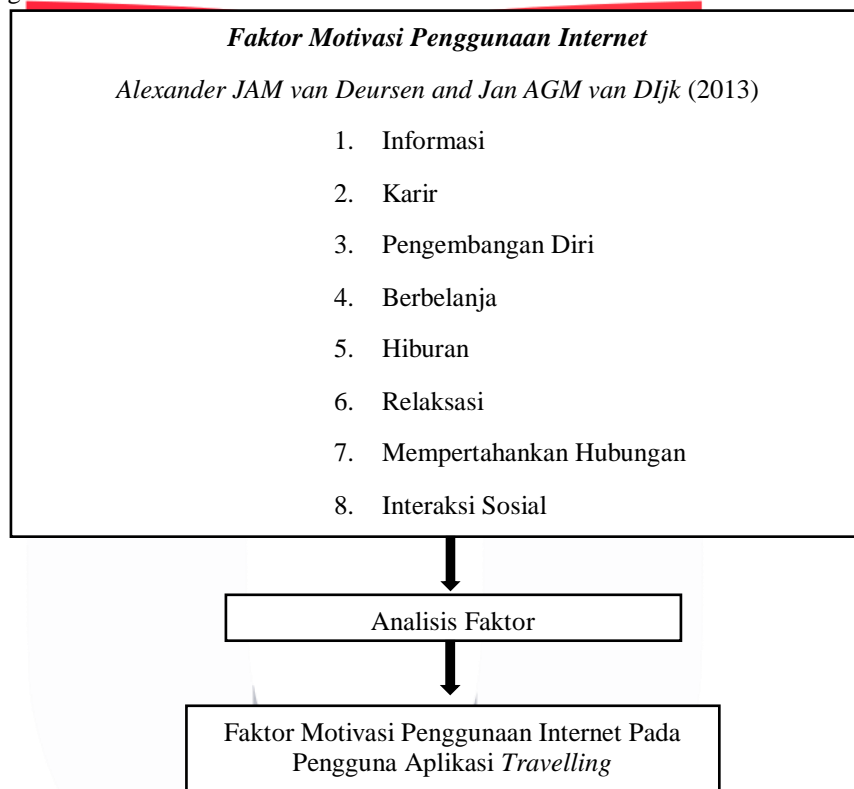 g
Faktor Motivasi Penggunaan Internet
Alexander JAM van Deursen and Jan AGM van DIjk (2013)
1. Informasi
2. Karir
3. Pengembangan Diri
4. Berbelanja
5. Hiburan
6. Relaksasi
7. Mempertahankan Hubungan
8. Interaksi Sosial
Analisis Faktor
Faktor Motivasi Penggunaan Internet Pada
Pengguna Aplikasi Travelling